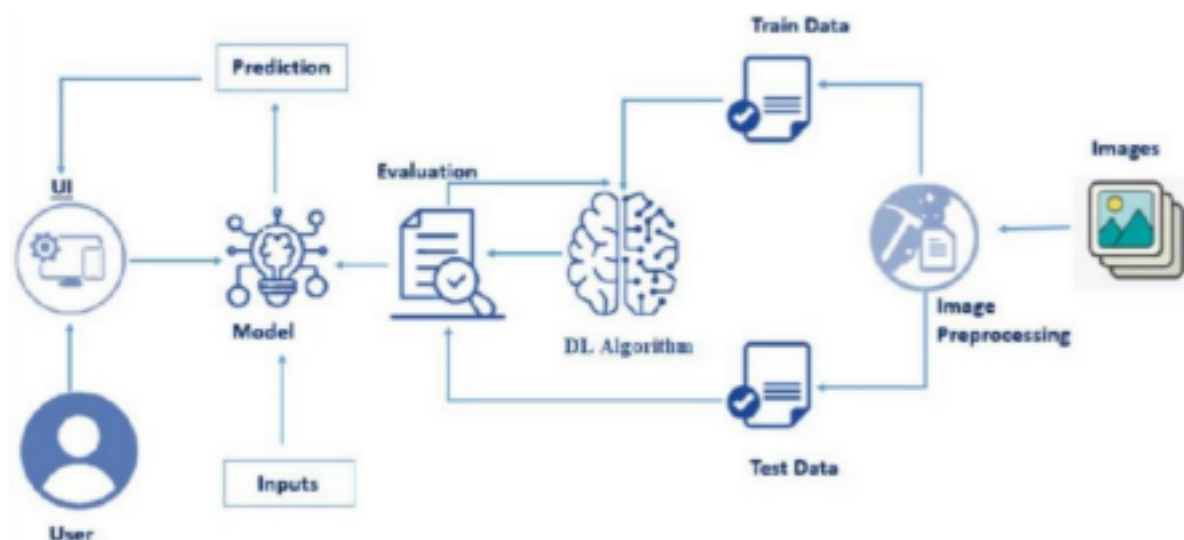 Train Data
Prediction
Images
Evaluation
UI
Image
Preprocessing
Model
DL Algorithm
Test Data
Inputs
User